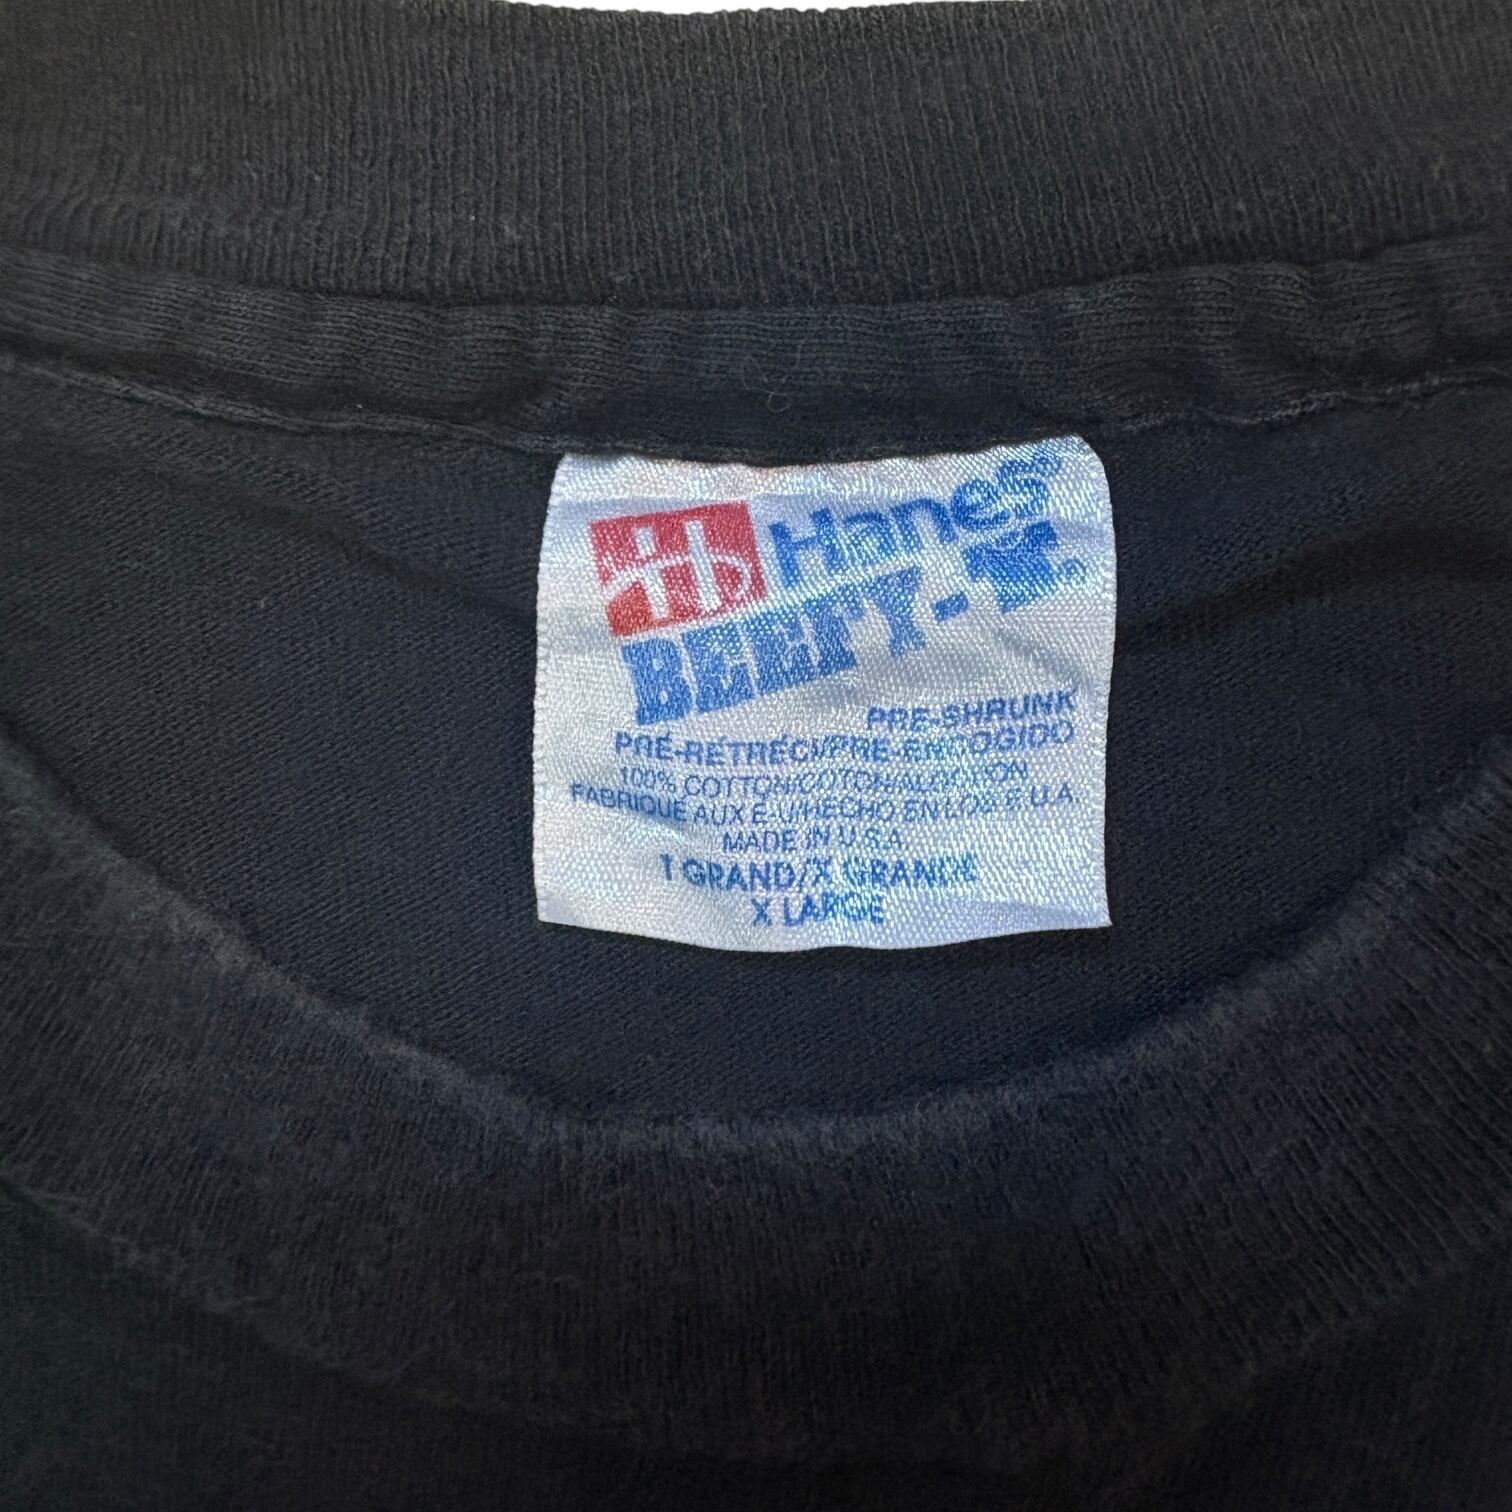 Hanes®
BEEFY-T®
PRE-SHRUNK
PRÉ-RÉTRÉCI/PRE-ENCOGIDO
100% COTTON/COTON/ALGODON
FABRIQUÉ AUX É-U/HECHO EN LOS E.U.A
MADE IN U.S.A
T GRAND/X GRANDE
X LARGE